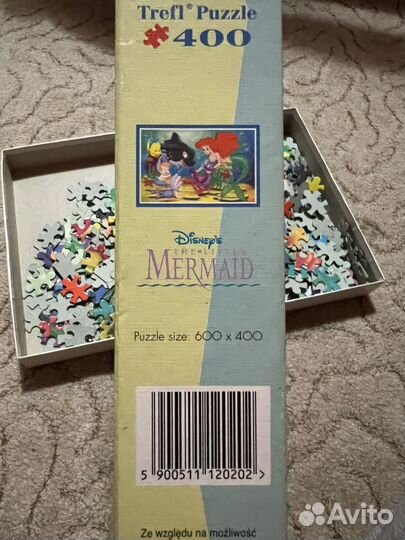 Trefl® Puzzle
400
Disney's
THE LITTLE
MERMAID
Puzzle size: 600 x 400
5 900511 120202 >
Ze względu na możliwość
Avito